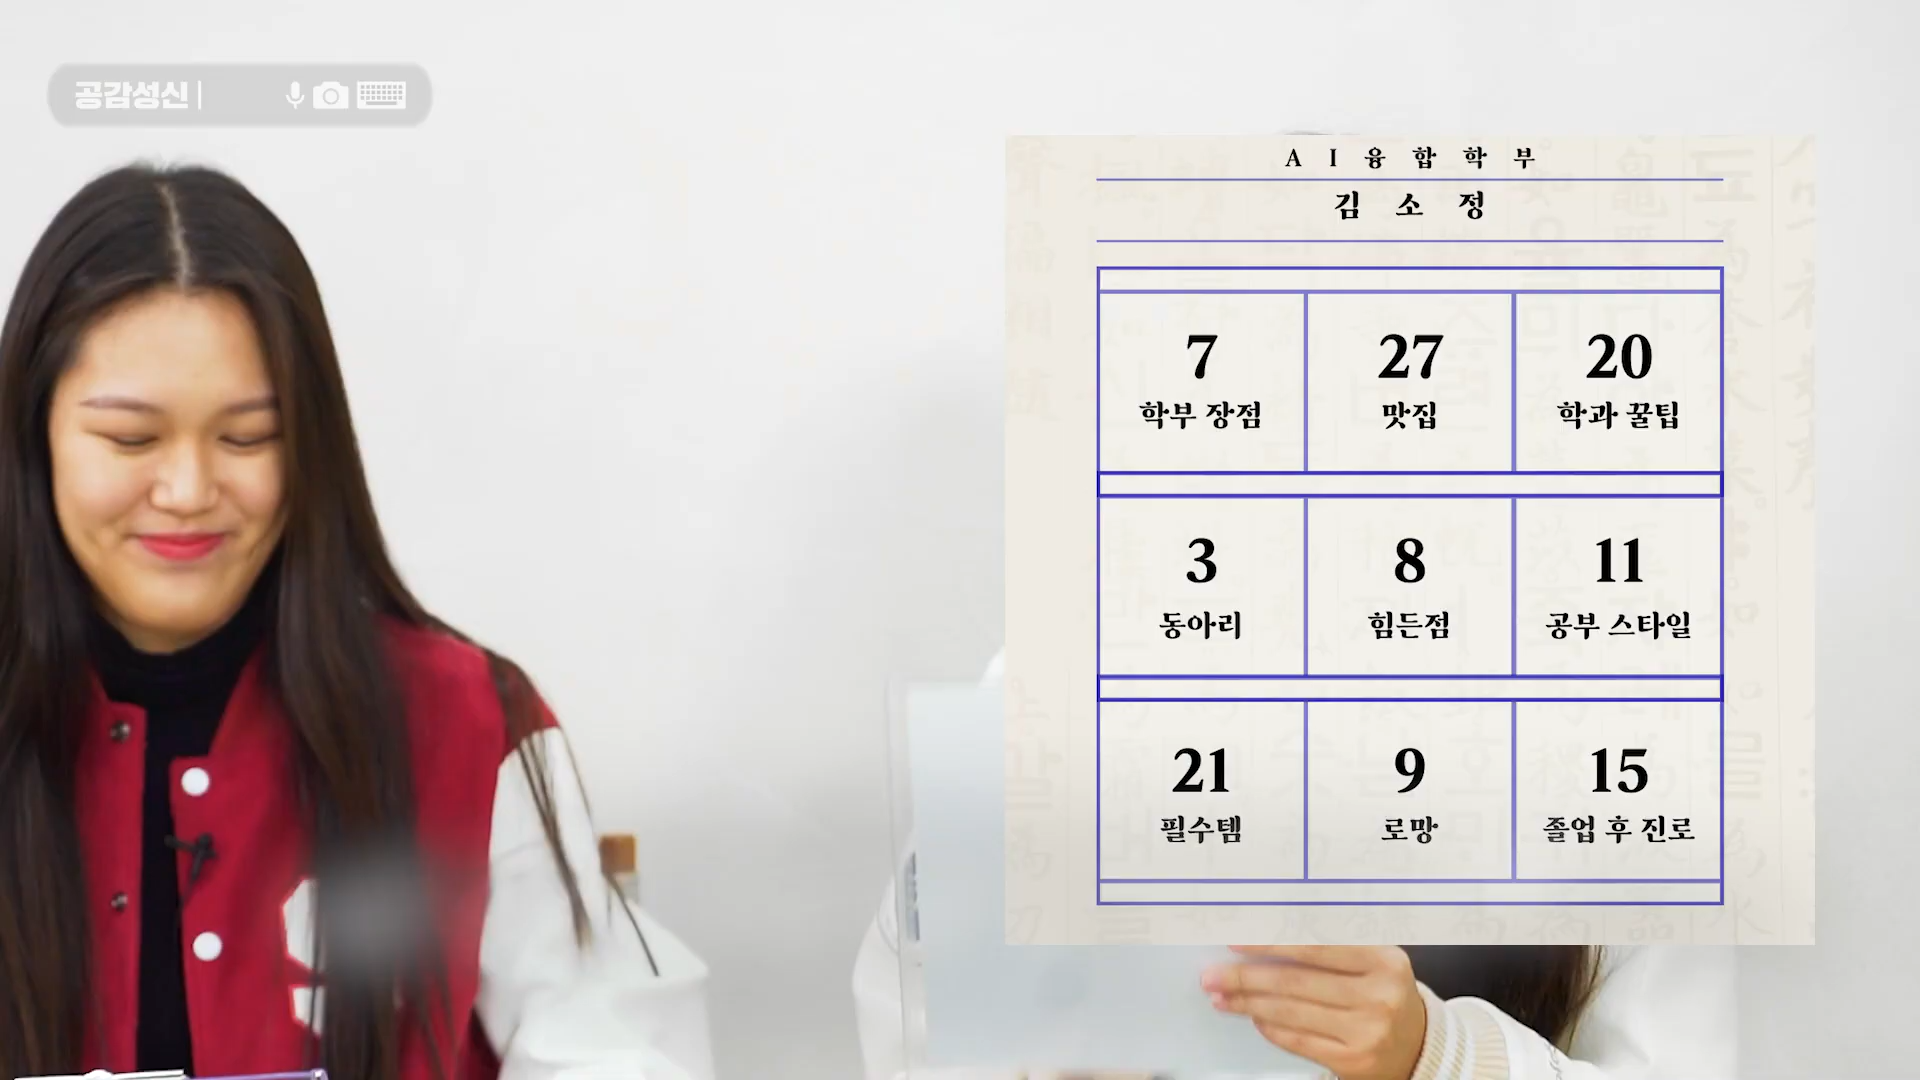 공감성신
AI융합학부
김소정
7 27 20
학부 장점 맛집 학과 꿀팁
3 8 11
동아리 힘든점 공부 스타일
21 9 15
필수템 로망 졸업 후 진로